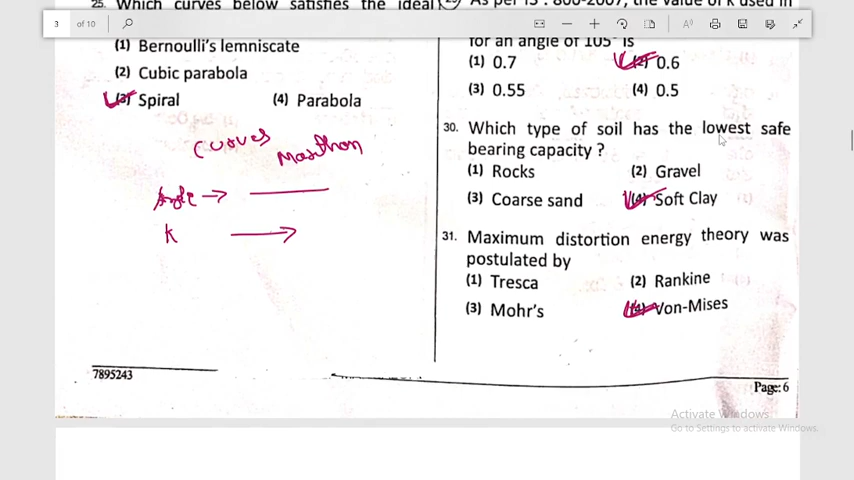 3 of 10
25. Which curves below satisfies the ideal
(1) Bernoulli's lemniscate
(2) Cubic parabola
(3) Spiral (4) Parabola
Curves
Marthon
Angle →
K →
7895243
As per IS : 800-2007, the value of k used in
for an angle of 105° is
(1) 0.7 (2) 0.6
(3) 0.55 (4) 0.5
30. Which type of soil has the lowest safe
bearing capacity ?
(1) Rocks (2) Gravel
(3) Coarse sand (4) Soft Clay
31. Maximum distortion energy theory was
postulated by
(1) Tresca (2) Rankine
(3) Mohr's (4) Von-Mises
Page: 6
Activate Windows
Go to Settings to activate Windows.